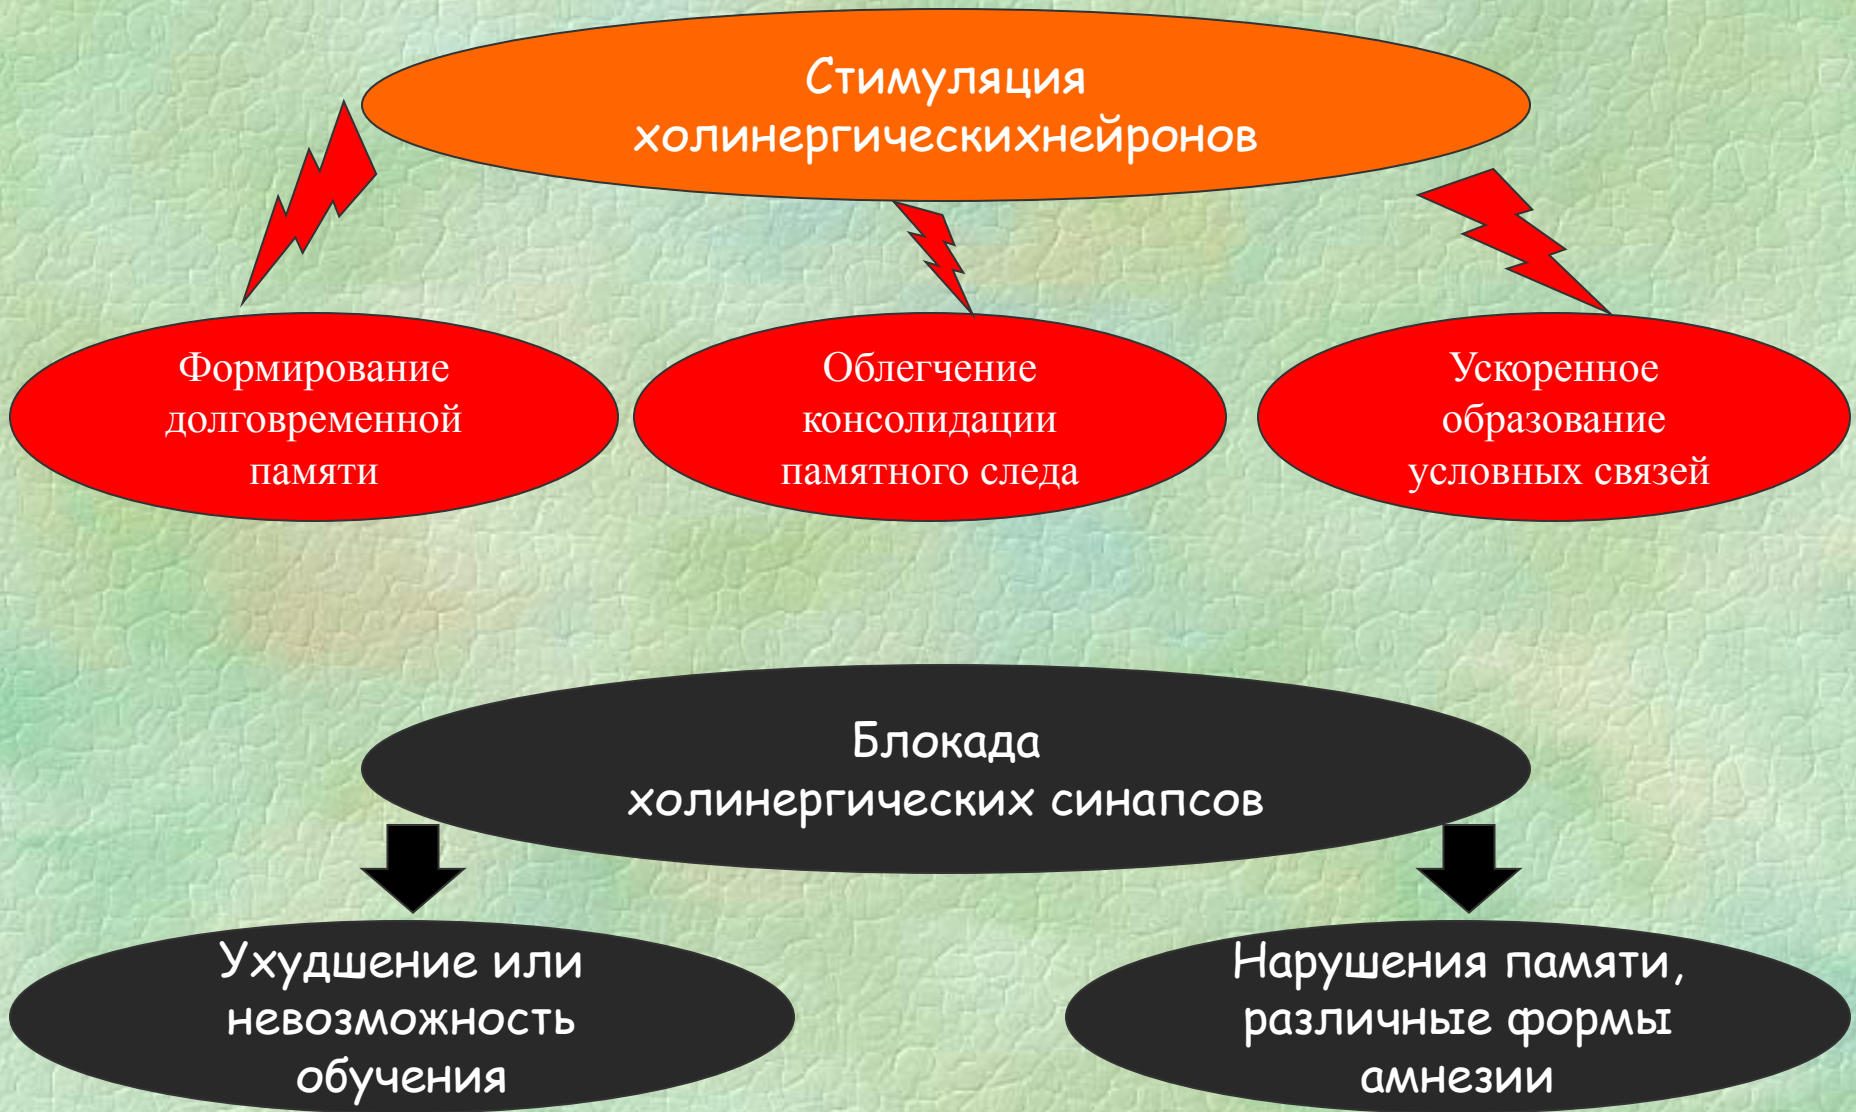 Стимуляция
холинергическихнейронов
Формирование
долговременной
памяти
Облегчение
консолидации
памятного следа
Ускоренное
образование
условных связей
Блокада
холинергических синапсов
Ухудшение или
невозможность
обучения
Нарушения памяти,
различные формы
амнезии